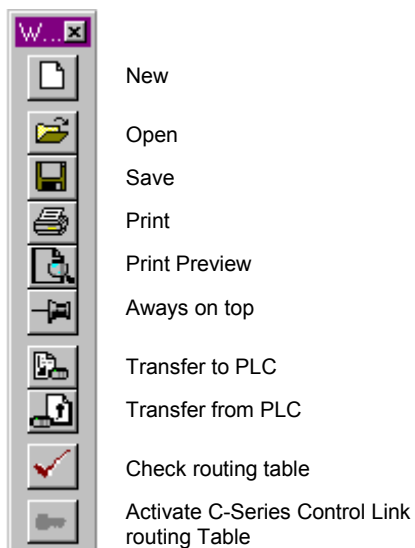 W...
New
Open
Save
Print
Print Preview
Aways on top
Transfer to PLC
Transfer from PLC
Check routing table
Activate C-Series Control Link
routing Table